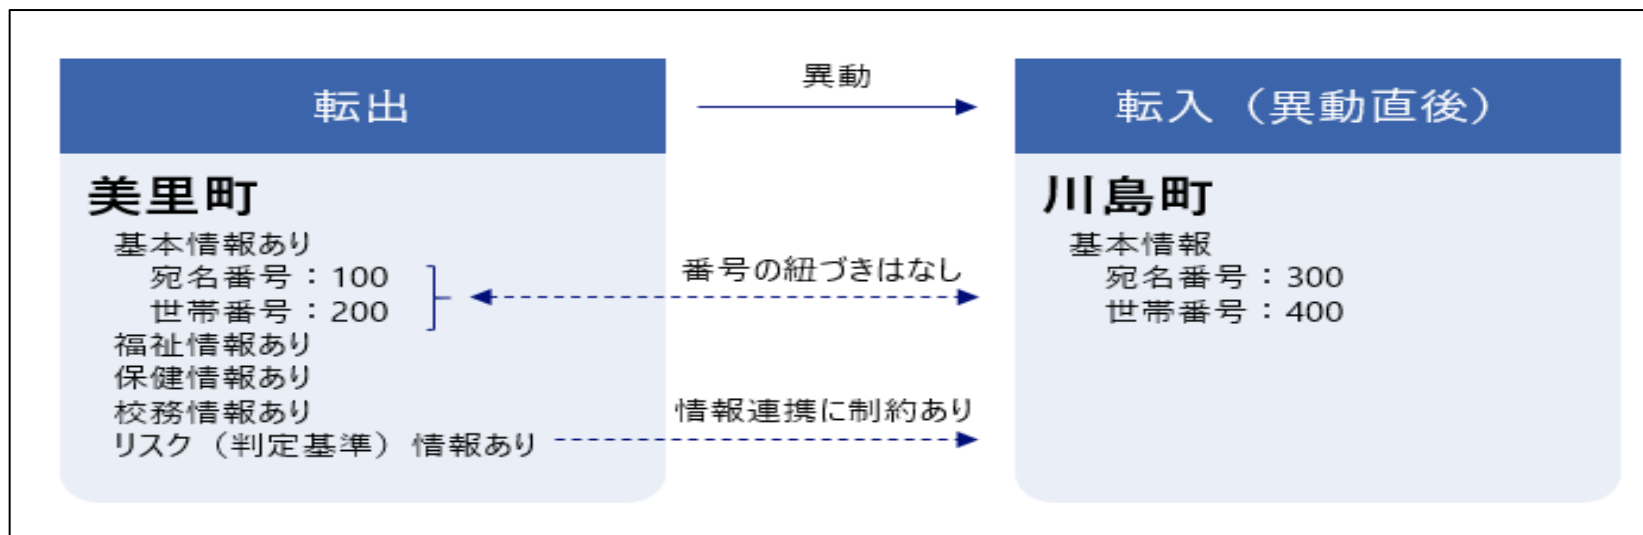 転出
美里町
基本情報あり
宛名番号：100
世帯番号：200
福祉情報あり
保健情報あり
校務情報あり
リスク（判定基準）情報あり
異動
番号の紐づきはなし
情報連携に制約あり
転入（異動直後）
川島町
基本情報
宛名番号：300
世帯番号：400